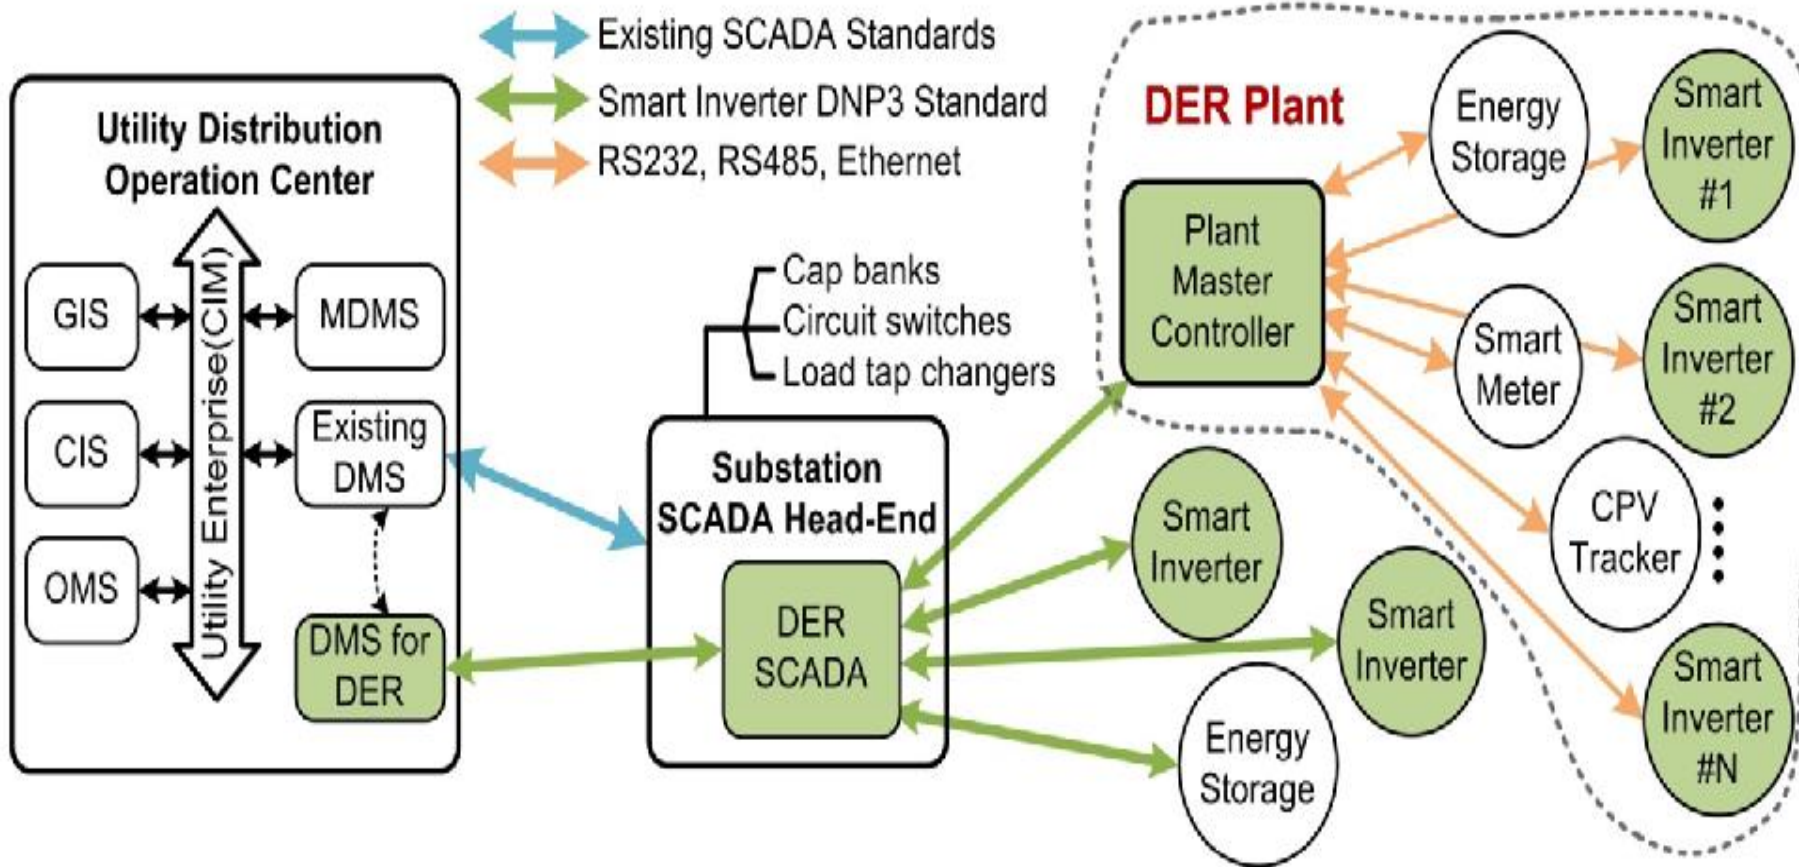 Existing SCADA Standards
Smart Inverter DNP3 Standard
RS232, RS485, Ethernet
Utility Distribution
Operation Center
Utility Enterprise(CIM)
GIS
MDMS
CIS
Existing
DMS
OMS
DMS for
DER
Cap banks
Circuit switches
Load tap changers
Substation
SCADA Head-End
DER
SCADA
DER Plant
Plant
Master
Controller
Energy
Storage
Smart
Inverter
#1
Smart
Meter
Smart
Inverter
#2
CPV
Tracker
Smart
Inverter
#N
Smart
Inverter
Smart
Inverter
Energy
Storage